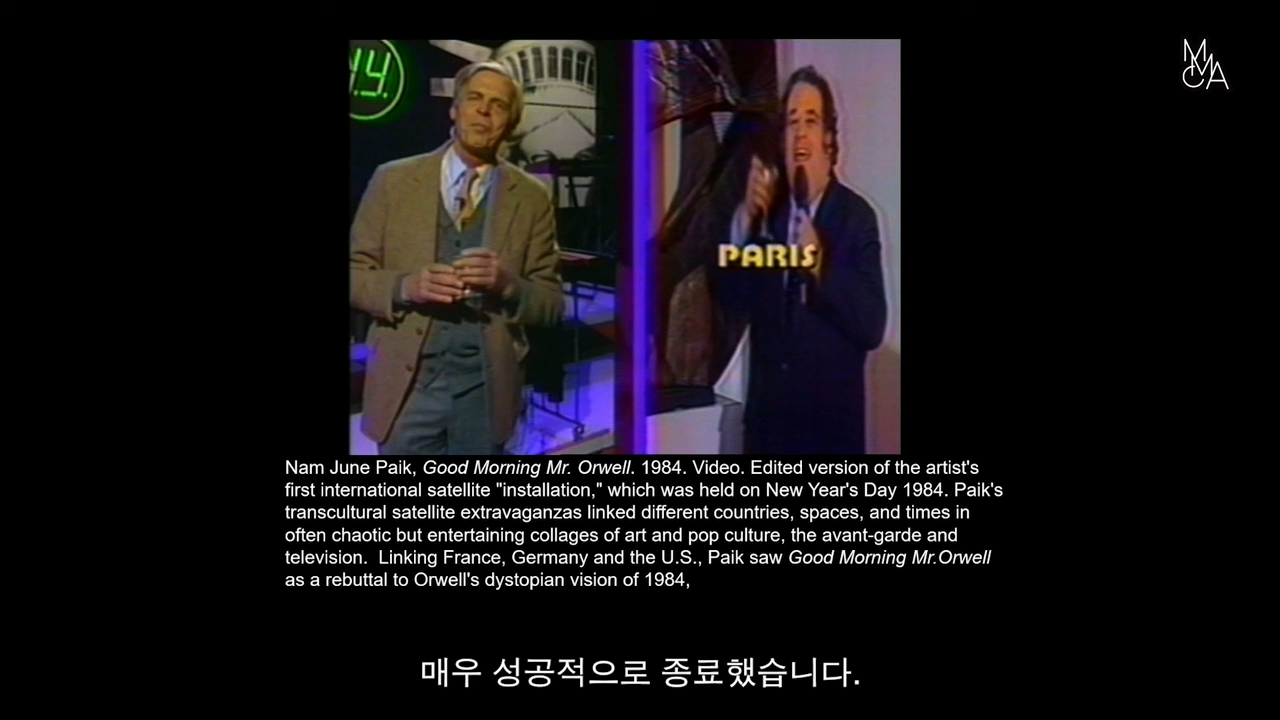 N.Y.
MMCA
PARIS
Nam June Paik, Good Morning Mr. Orwell. 1984. Video. Edited version of the artist's
first international satellite "installation," which was held on New Year's Day 1984. Paik's
transcultural satellite extravaganzas linked different countries, spaces, and times in
often chaotic but entertaining collages of art and pop culture, the avant-garde and
television.  Linking France, Germany and the U.S., Paik saw Good Morning Mr.Orwell
as a rebuttal to Orwell's dystopian vision of 1984,
매우 성공적으로 종료했습니다.